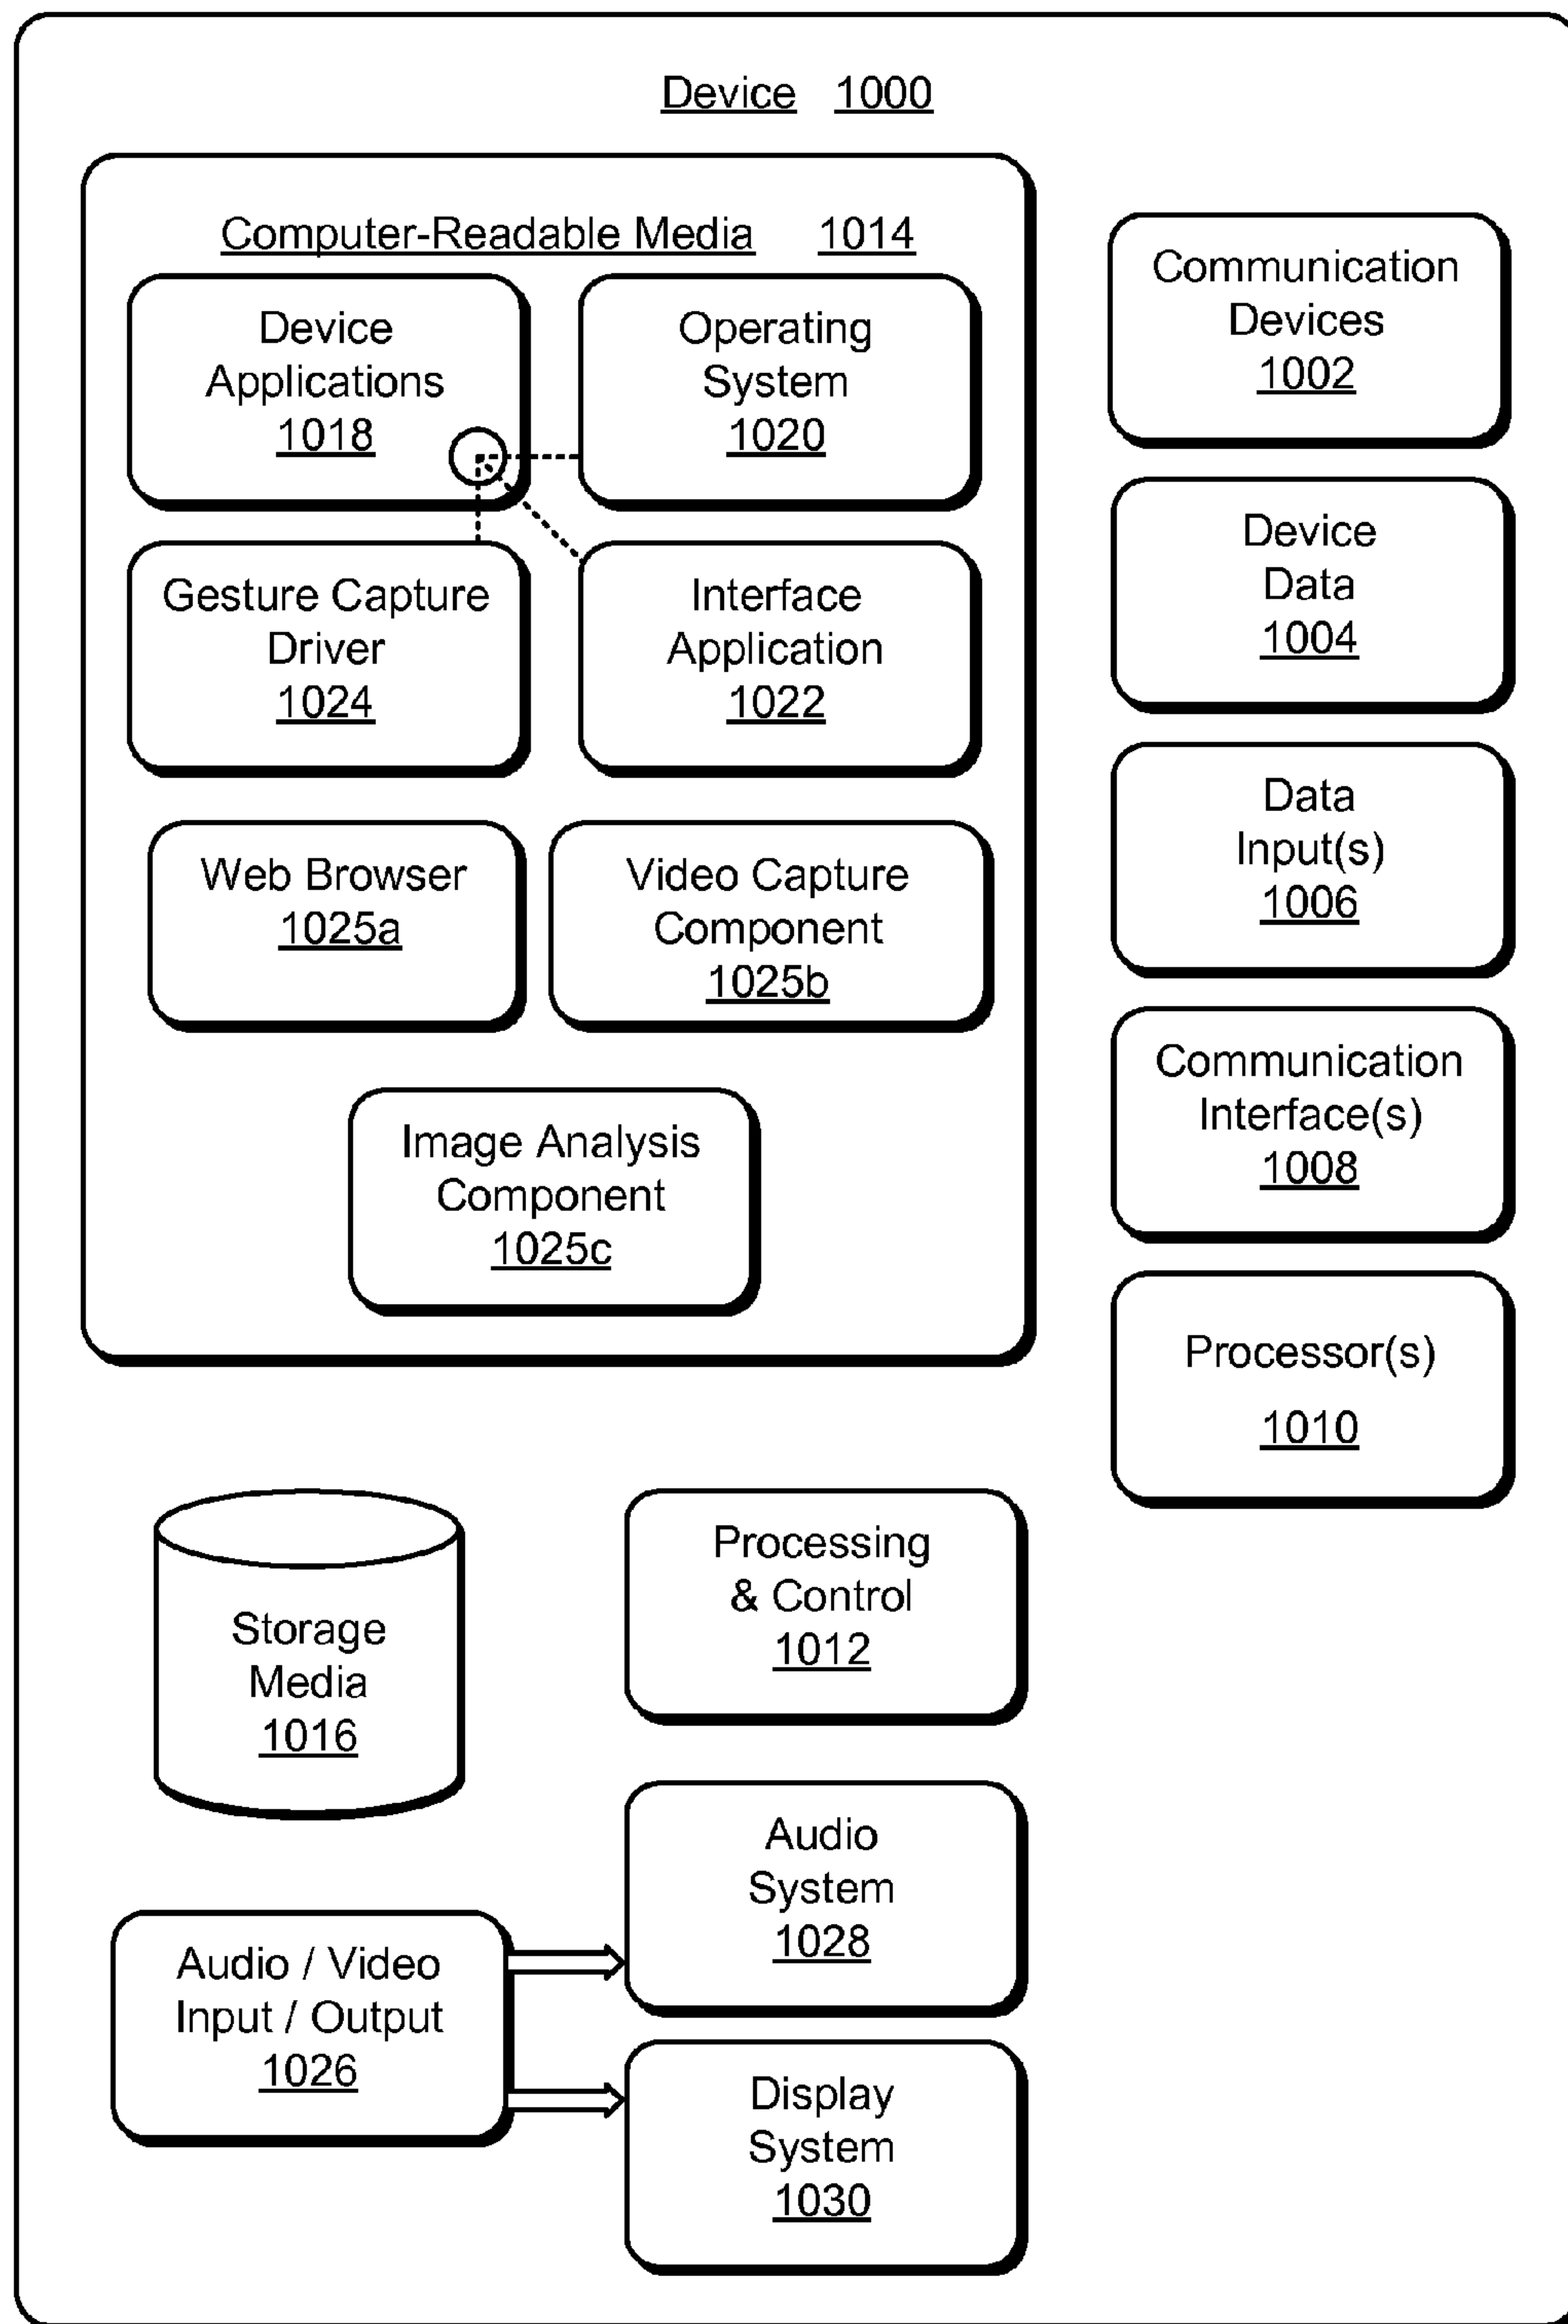 Device 1000
Computer-Readable Media 1014
Device
Applications
1018
Operating
System
1020
Gesture Capture
Driver
1024
Interface
Application
1022
Web Browser
1025a
Video Capture
Component
1025b
Image Analysis
Component
1025c
Communication
Devices
1002
Device
Data
1004
Data
Input(s)
1006
Communication
Interface(s)
1008
Processor(s)
1010
Storage
Media
1016
Processing
& Control
1012
Audio / Video
Input / Output
1026
Audio
System
1028
Display
System
1030